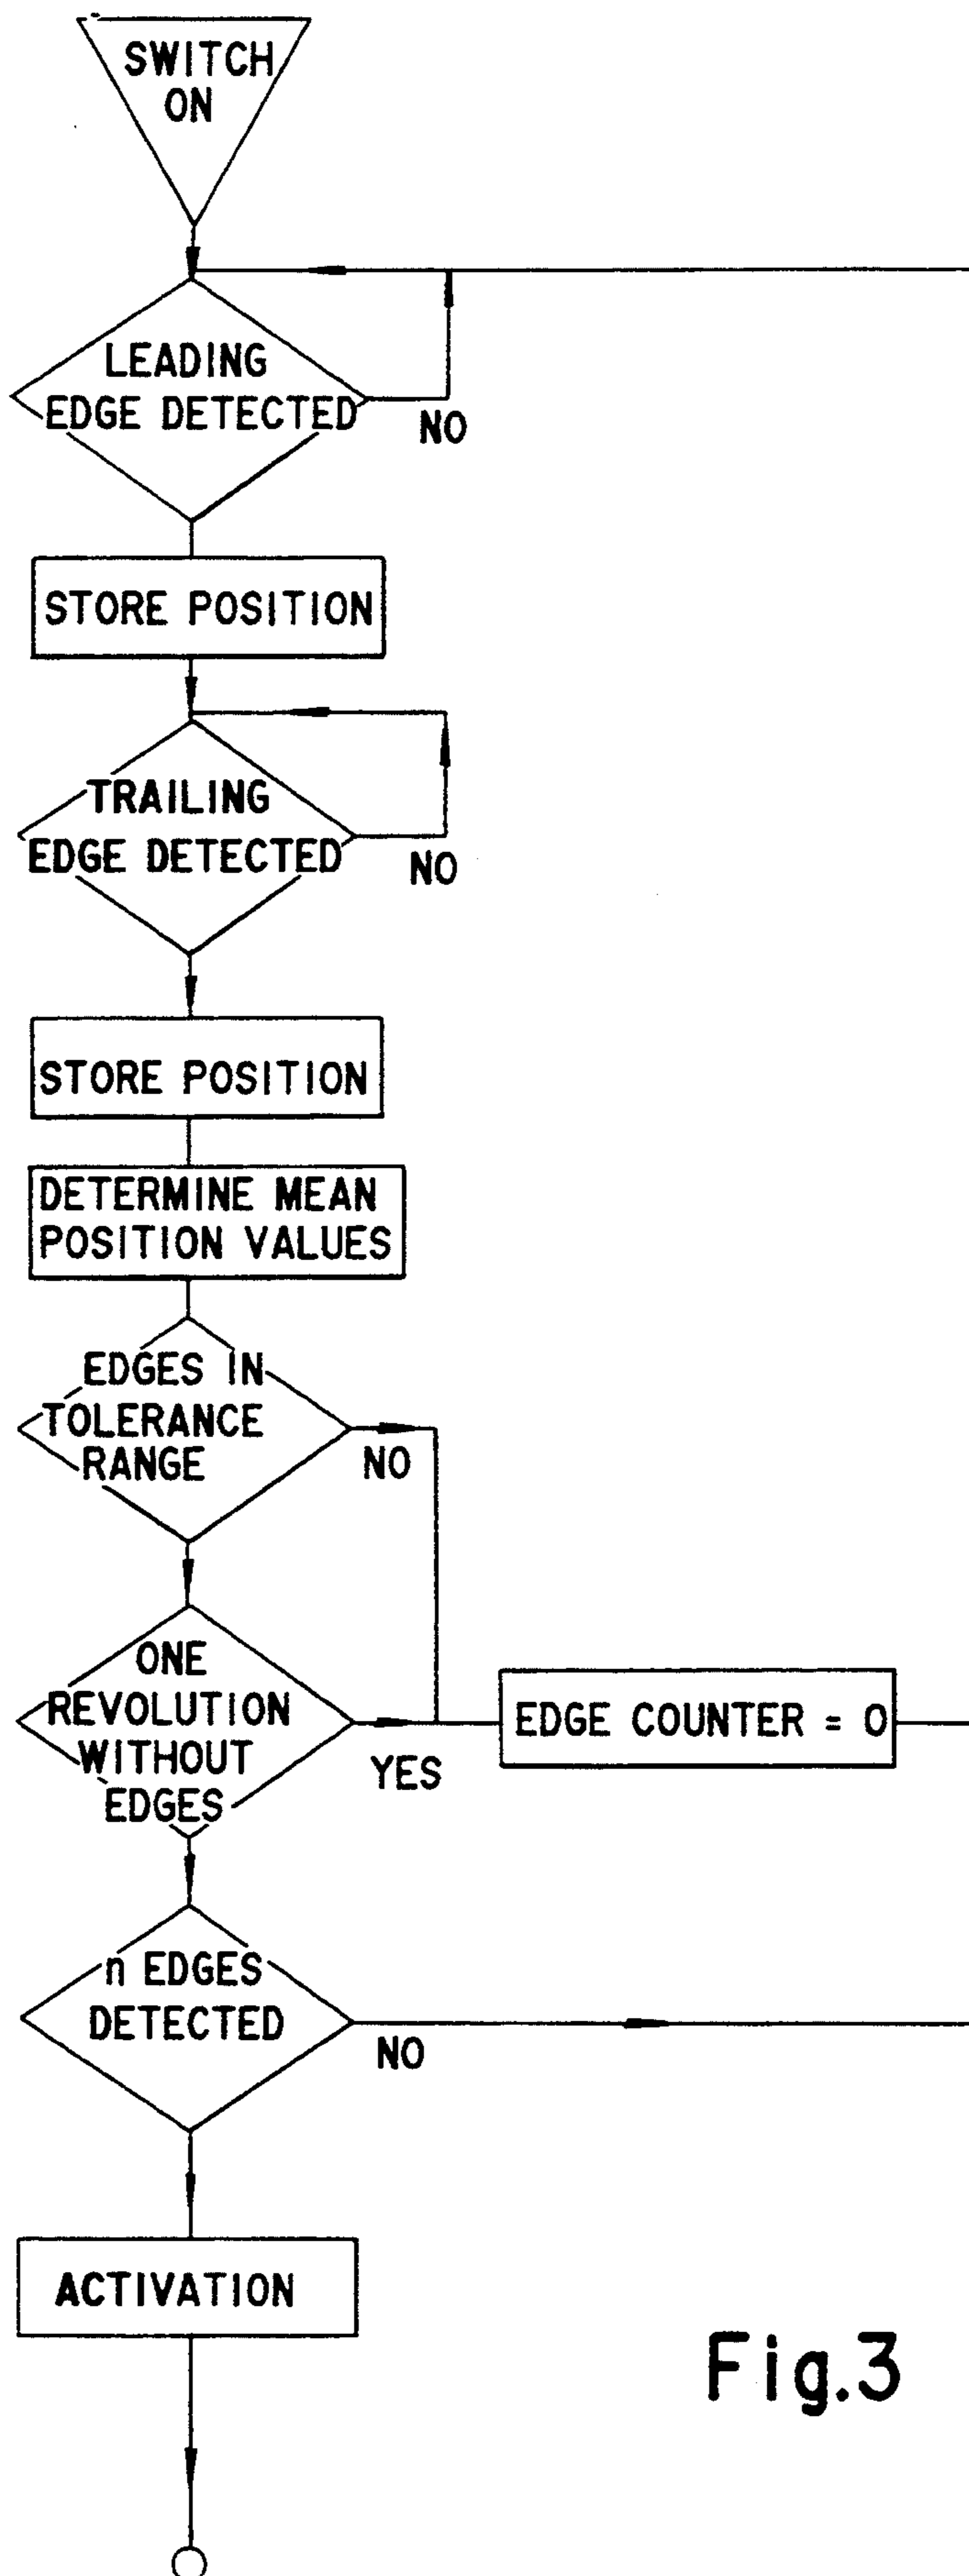 SWITCH
ON
LEADING
EDGE DETECTED
NO
STORE POSITION
TRAILING
EDGE DETECTED
NO
STORE POSITION
DETERMINE MEAN
POSITION VALUES
EDGES IN
TOLERANCE
RANGE
NO
ONE
REVOLUTION
WITHOUT
EDGES
YES
EDGE COUNTER = 0
n EDGES
DETECTED
NO
ACTIVATION
Fig.3